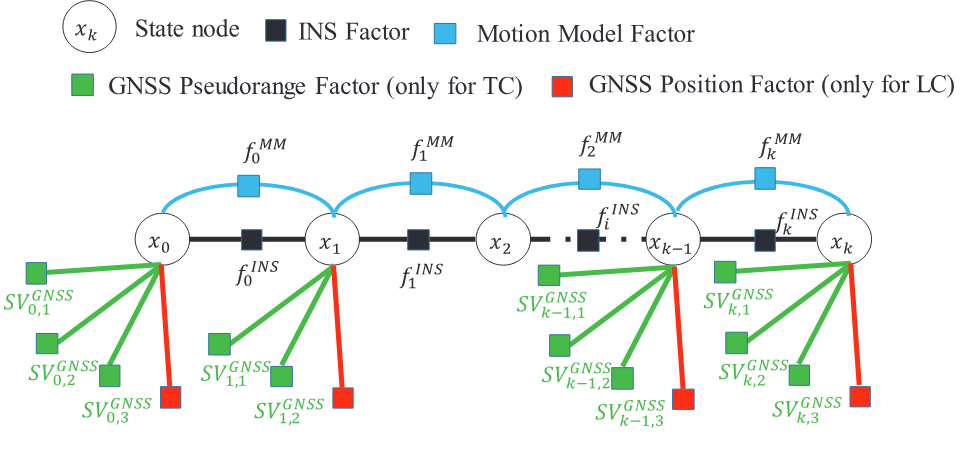 x_k State node INS Factor Motion Model Factor
GNSS Pseudorange Factor (only for TC) GNSS Position Factor (only for LC)
f_0^{MM} f_1^{MM} f_2^{MM} f_k^{MM}
f_i^{INS} f_k^{INS}
x_0 x_1 x_2 x_{k-1} x_k
f_0^{INS} f_1^{INS}
SV_{0,1}^{GNSS} SV_{k-1,1}^{GNSS} SV_{k,1}^{GNSS}
SV_{0,2}^{GNSS} SV_{1,1}^{GNSS} SV_{k-1,2}^{GNSS} SV_{k,2}^{GNSS}
SV_{0,3}^{GNSS} SV_{1,2}^{GNSS} SV_{k-1,3}^{GNSS} SV_{k,3}^{GNSS}